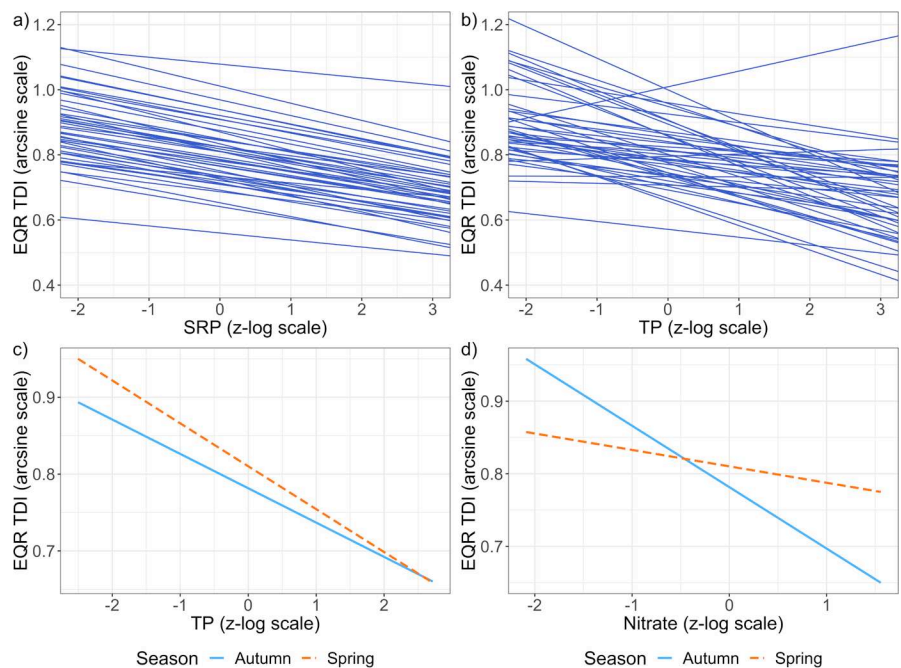 a)
EQR TDI (arcsine scale)
1.2
1.0
0.8
0.6
0.4
-2 -1 0 1 2 3
SRP (z-log scale)
b)
EQR TDI (arcsine scale)
1.2
1.0
0.8
0.6
0.4
-2 -1 0 1 2 3
TP (z-log scale)
c)
EQR TDI (arcsine scale)
0.9
0.8
0.7
-2 -1 0 1 2
TP (z-log scale)
Season Autumn Spring
d)
EQR TDI (arcsine scale)
0.9
0.8
0.7
-2 -1 0 1
Nitrate (z-log scale)
Season Autumn Spring